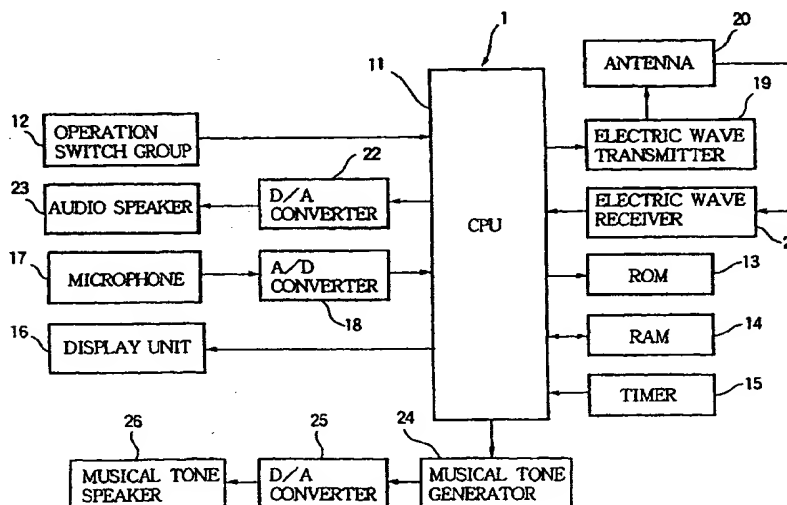 1
20
11
ANTENNA
19
12
OPERATION
SWITCH GROUP
22
ELECTRIC WAVE
TRANSMITTER
23
AUDIO SPEAKER
D/A
CONVERTER
ELECTRIC WAVE
RECEIVER
CPU
17
MICROPHONE
A/D
CONVERTER
18
13
ROM
16
DISPLAY UNIT
14
RAM
15
TIMER
26
25
24
MUSICAL TONE
SPEAKER
D/A
CONVERTER
MUSICAL TONE
GENERATOR